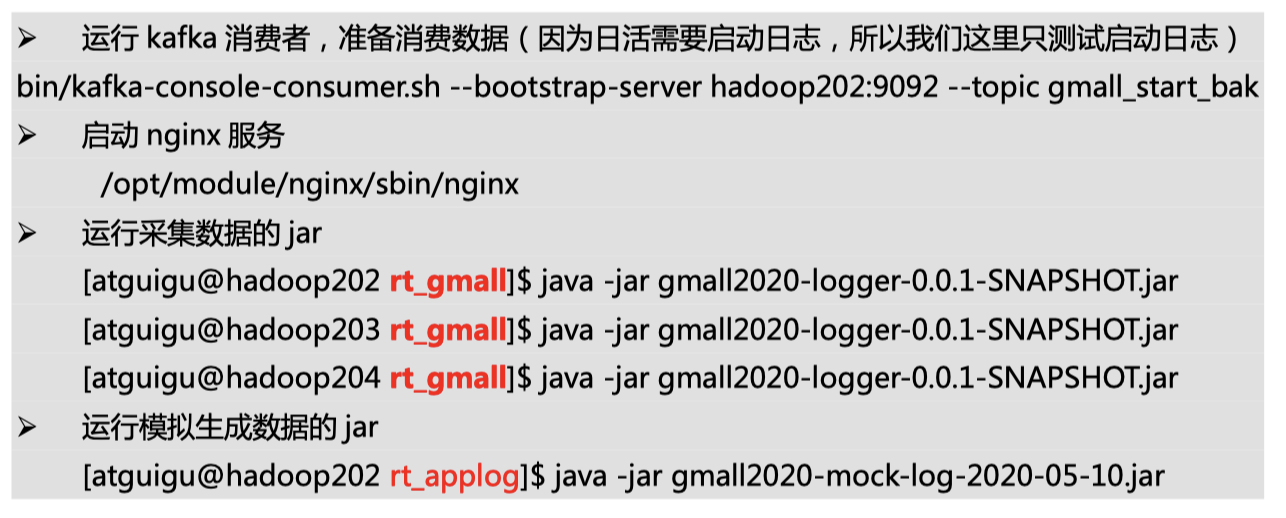 ➢ 运行 kafka 消费者，准备消费数据（因为日活需要启动日志，所以我们这里只测试启动日志）
bin/kafka-console-consumer.sh --bootstrap-server hadoop202:9092 --topic gmall_start_bak
➢ 启动 nginx 服务
/opt/module/nginx/sbin/nginx
➢ 运行采集数据的 jar
[atguigu@hadoop202 rt_gmall]$ java -jar gmall2020-logger-0.0.1-SNAPSHOT.jar
[atguigu@hadoop203 rt_gmall]$ java -jar gmall2020-logger-0.0.1-SNAPSHOT.jar
[atguigu@hadoop204 rt_gmall]$ java -jar gmall2020-logger-0.0.1-SNAPSHOT.jar
➢ 运行模拟生成数据的 jar
[atguigu@hadoop202 rt_applog]$ java -jar gmall2020-mock-log-2020-05-10.jar